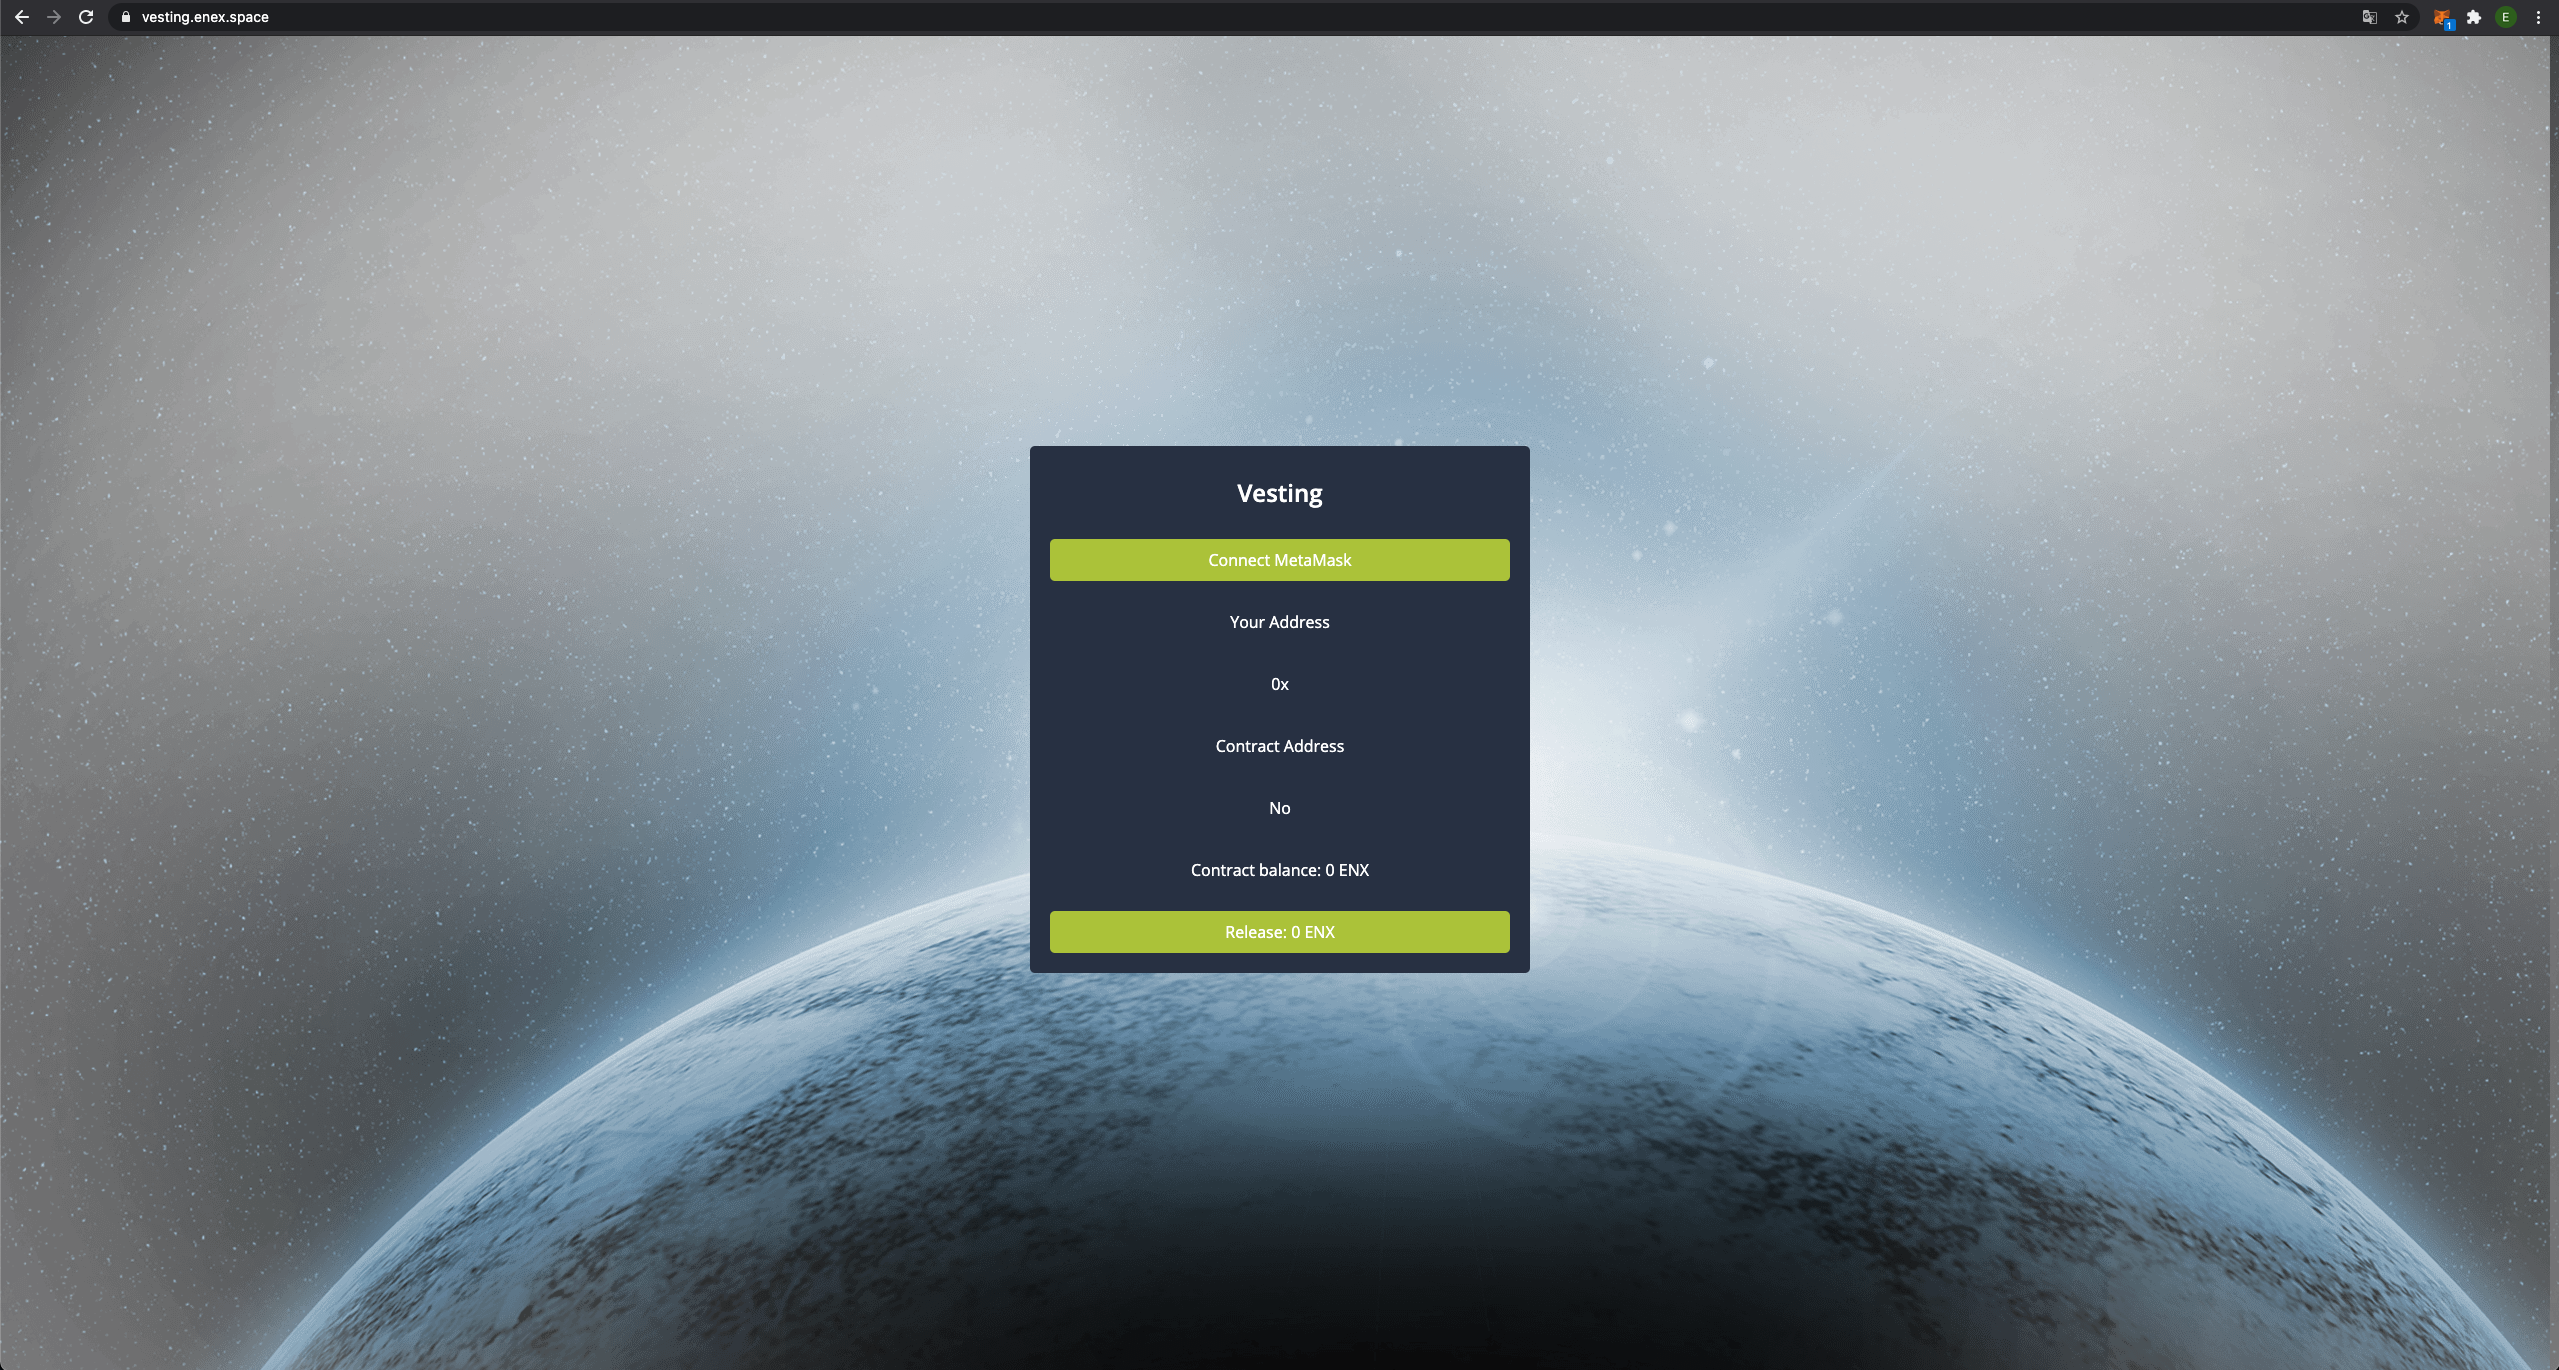 vesting.enex.space
1
E
Vesting
Connect MetaMask
Your Address
0x
Contract Address
No
Contract balance: 0 ENX
Release: 0 ENX